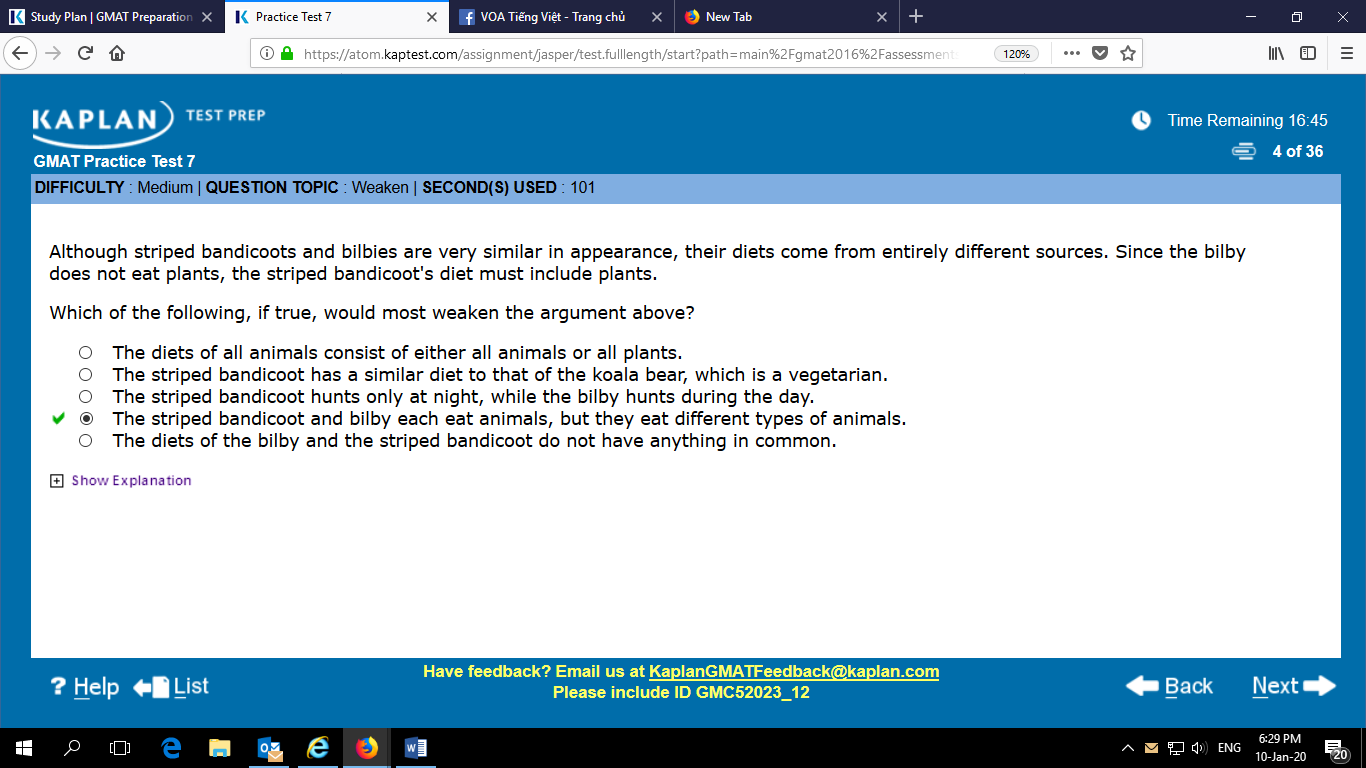 Study Plan | GMAT Preparation
Practice Test 7
VOA Tiếng Việt - Trang chủ
New Tab
https://atom.kaptest.com/assignment/jasper/test.fulllength/start?path=main%2Fgmat2016%2Fassessment
120%
KAPLAN TEST PREP
Time Remaining 16:45
GMAT Practice Test 7
4 of 36
DIFFICULTY : Medium | QUESTION TOPIC : Weaken | SECOND(S) USED : 101
Although striped bandicoots and bilbies are very similar in appearance, their diets come from entirely different sources. Since the bilby
does not eat plants, the striped bandicoot's diet must include plants.
Which of the following, if true, would most weaken the argument above?
The diets of all animals consist of either all animals or all plants.
The striped bandicoot has a similar diet to that of the koala bear, which is a vegetarian.
The striped bandicoot hunts only at night, while the bilby hunts during the day.
The striped bandicoot and bilby each eat animals, but they eat different types of animals.
The diets of the bilby and the striped bandicoot do not have anything in common.
Show Explanation
Have feedback? Email us at KaplanGMATFeedback@kaplan.com
Please include ID GMC52023_12
? Help
List
Back
Next
ENG
6:29 PM
10-Jan-20
20